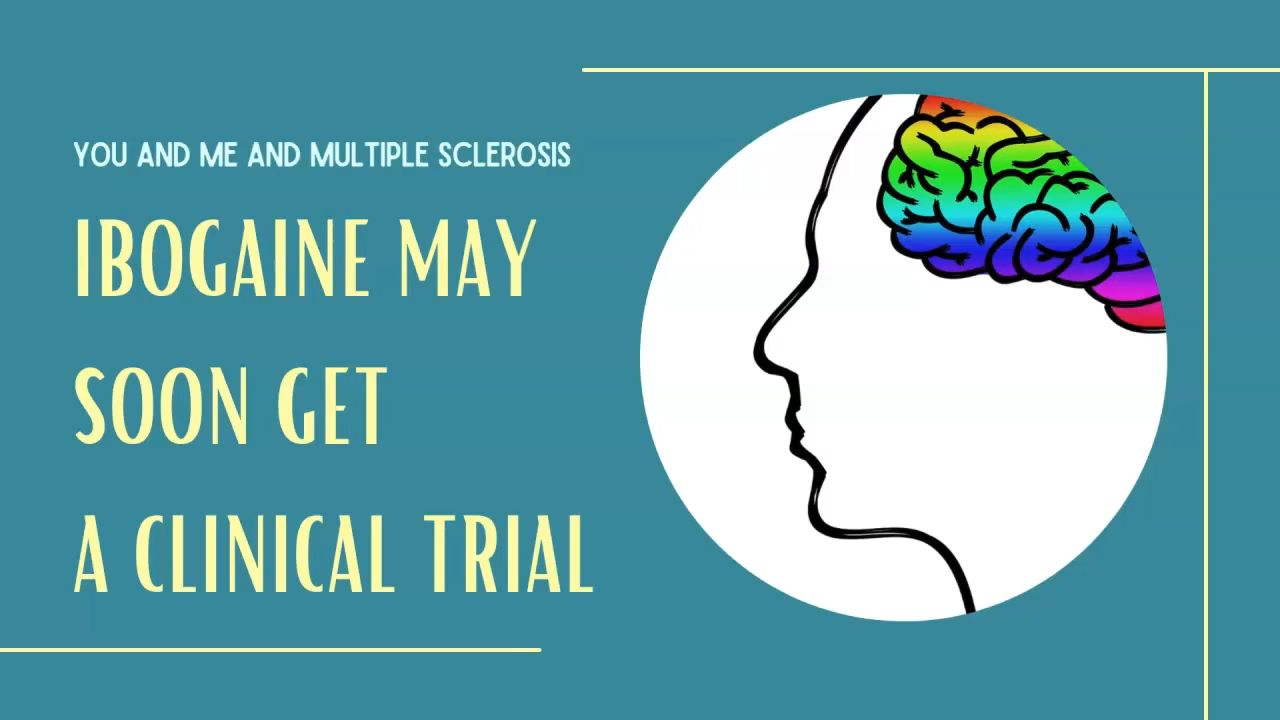 YOU AND ME AND MULTIPLE SCLEROSIS
IBOGAINE MAY
SOON GET
A CLINICAL TRIAL